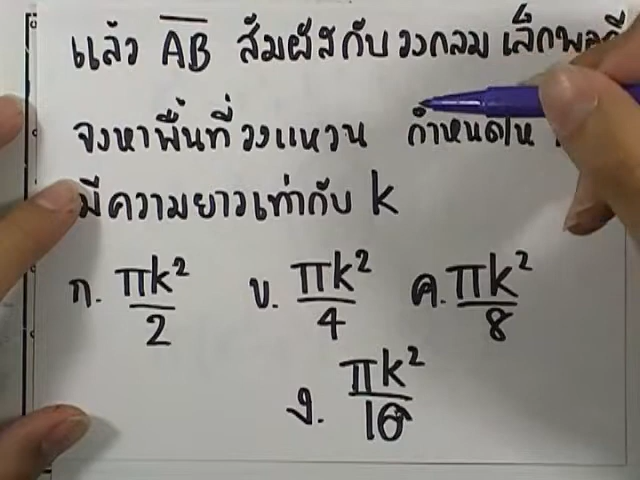 แล้ว AB สัมผัสกับวงกลม เล็กพอดี
จงหาพื้นที่วงแหวน กำหนดให้
มีความยาวเท่ากับ k
ก. πk²/2 ข. πk²/4 ค. πk²/8
ง. πk²/16